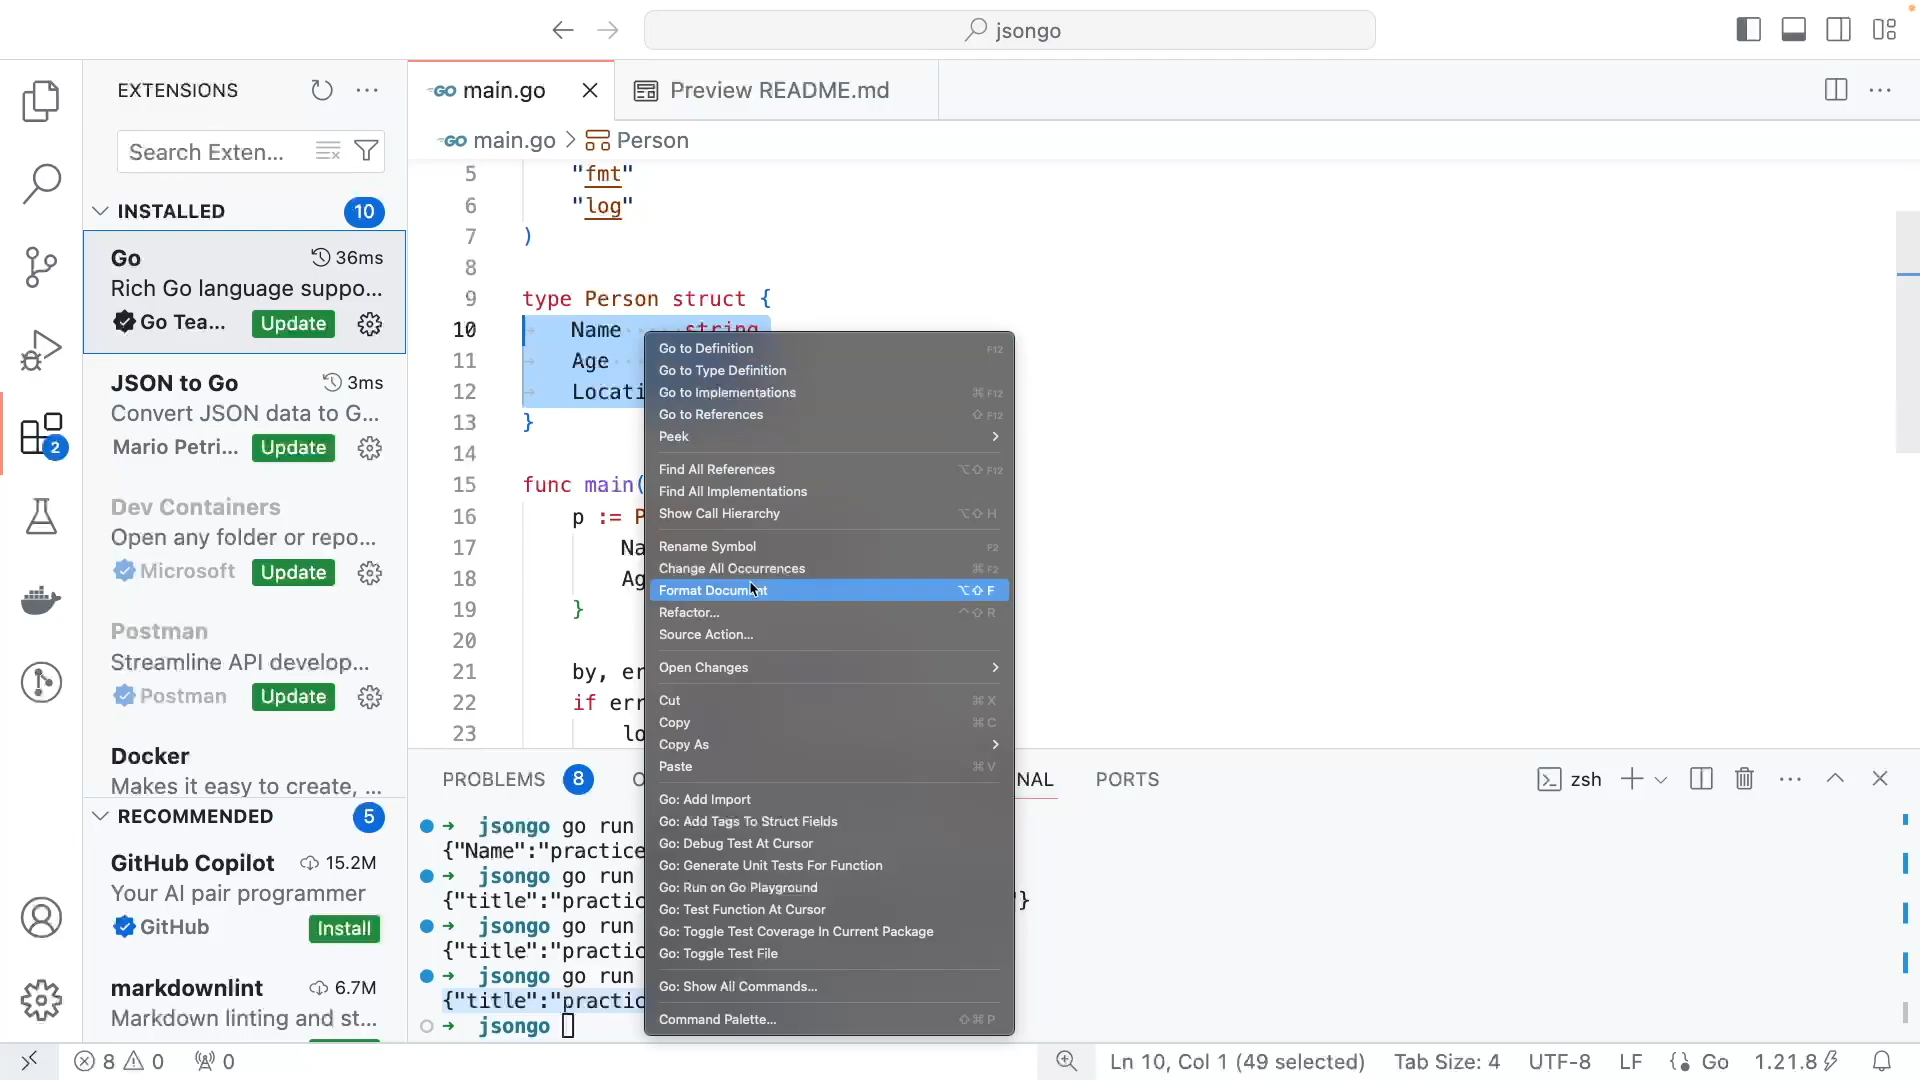 jsongo
EXTENSIONS
Search Exten...
INSTALLED 10
Go 36ms
Rich Go language suppo...
Go Tea... Update
JSON to Go 3ms
Convert JSON data to G...
Mario Petri... Update
Dev Containers
Open any folder or repo...
Microsoft Update
Postman
Streamline API develop...
Postman Update
Docker
Makes it easy to create, ...
RECOMMENDED 5
GitHub Copilot 15.2M
Your AI pair programmer
GitHub Install
markdownlint 6.7M
Markdown linting and st...
2
GO main.go
Preview README.md
GO main.go > Person
5 "fmt"
6 "log"
7 )
8
9 type Person struct {
10 Name string
11 Age
12 Locati
13 }
14
15 func main(
16 p := P
17 Na
18 Ag
19 }
20
21 by, er
22 if err
23 lo
Go to Definition F12
Go to Type Definition
Go to Implementations ⌘ F12
Go to References ⇧ F12
Peek
Find All References ⌥⇧ F12
Find All Implementations
Show Call Hierarchy ⌥⇧ H
Rename Symbol F2
Change All Occurrences ⌘ F2
Format Document ⌥⇧ F
Refactor... ^⇧ R
Source Action...
Open Changes
Cut ⌘ X
Copy ⌘ C
Copy As
Paste ⌘ V
Go: Add Import
Go: Add Tags To Struct Fields
Go: Debug Test At Cursor
Go: Generate Unit Tests For Function
Go: Run on Go Playground
Go: Test Function At Cursor
Go: Toggle Test Coverage In Current Package
Go: Toggle Test File
Go: Show All Commands...
Command Palette... ⇧⌘ P
PROBLEMS 8 O NAL PORTS
zsh
→ jsongo go run
{"Name":"practice
→ jsongo go run
{"title":"practic "}
→ jsongo go run
{"title":"practic
→ jsongo go run
{"title":"practic
→ jsongo
8 0 0
Ln 10, Col 1 (49 selected) Tab Size: 4 UTF-8 LF Go 1.21.8